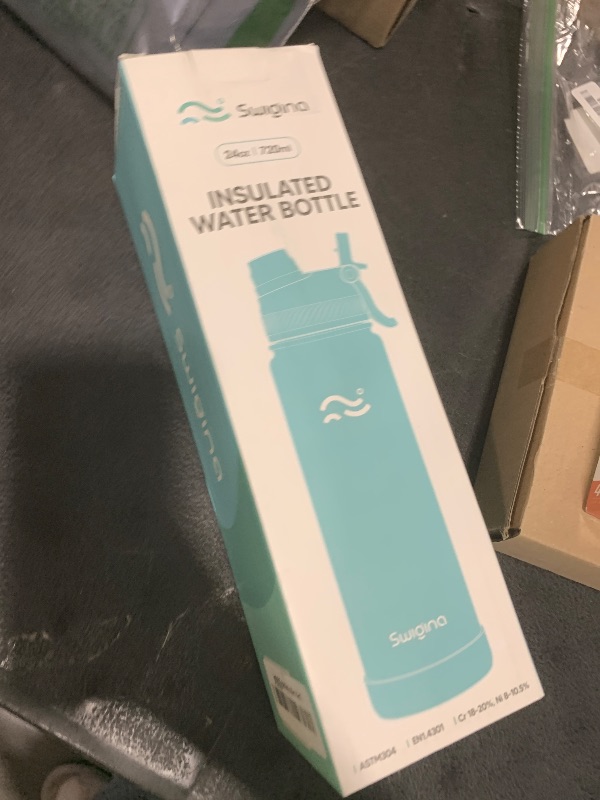 Swigina
24oz | 720ml
INSULATED
WATER BOTTLE
Swigina
Swigina
| ASTM304 | EN1.4301 | Cr 18-20%, Ni 8-10.5%